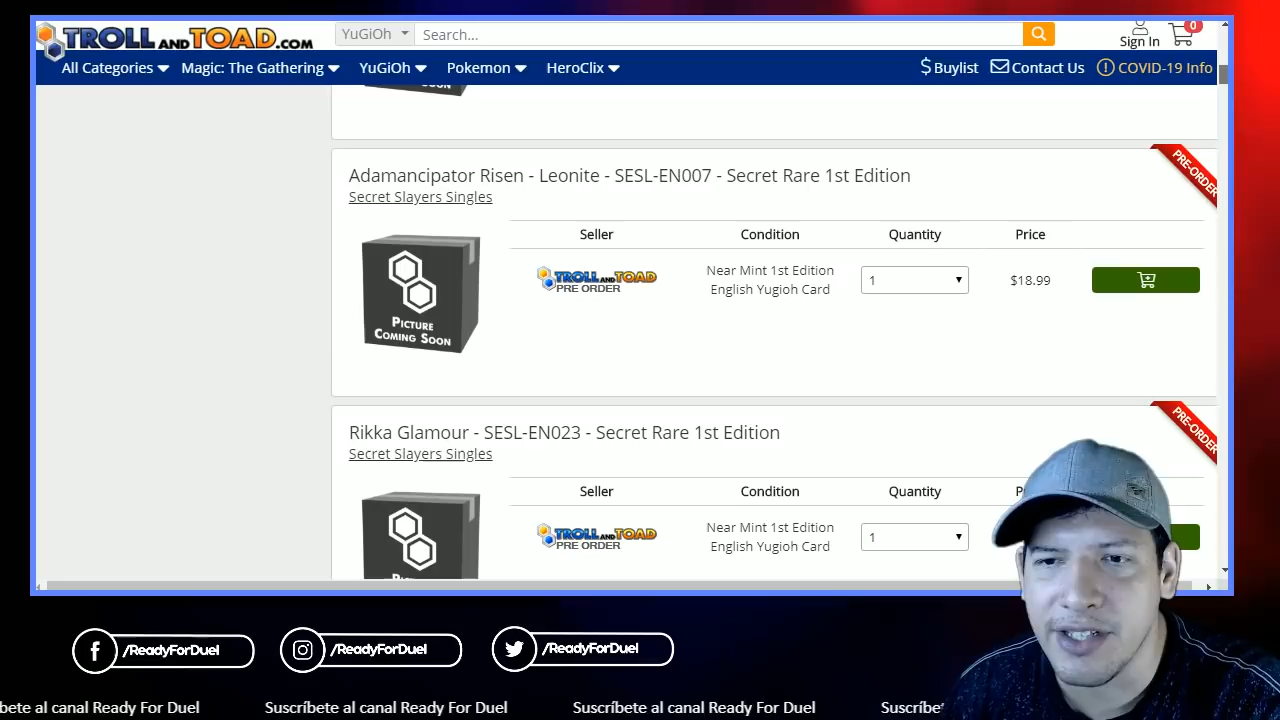 TROLL AND TOAD.COM
YuGiOh
Search...
Sign In
0
All Categories
Magic: The Gathering
YuGiOh
Pokemon
HeroClix
$ Buylist
Contact Us
COVID-19 Info
PRE-ORDER
Adamancipator Risen - Leonite - SESL-EN007 - Secret Rare 1st Edition
Secret Slayers Singles
Seller Condition Quantity Price
PICTURE
COMING SOON
TROLL AND TOAD
PRE ORDER
Near Mint 1st Edition
English Yugioh Card
1
$18.99
PRE-ORDER
Rikka Glamour - SESL-EN023 - Secret Rare 1st Edition
Secret Slayers Singles
Seller Condition Quantity
TROLL AND TOAD
PRE ORDER
Near Mint 1st Edition
English Yugioh Card
1
/ReadyForDuel
/ReadyForDuel
/ReadyForDuel
bete al canal Ready For Duel Suscríbete al canal Ready For Duel Suscríbete al canal Ready For Duel Suscríbe